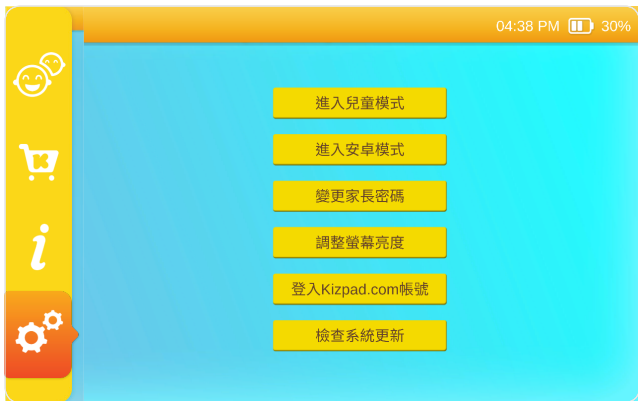 04:38 PM 30%
進入兒童模式
進入安卓模式
變更家長密碼
調整螢幕亮度
登入Kizpad.com帳號
檢查系統更新